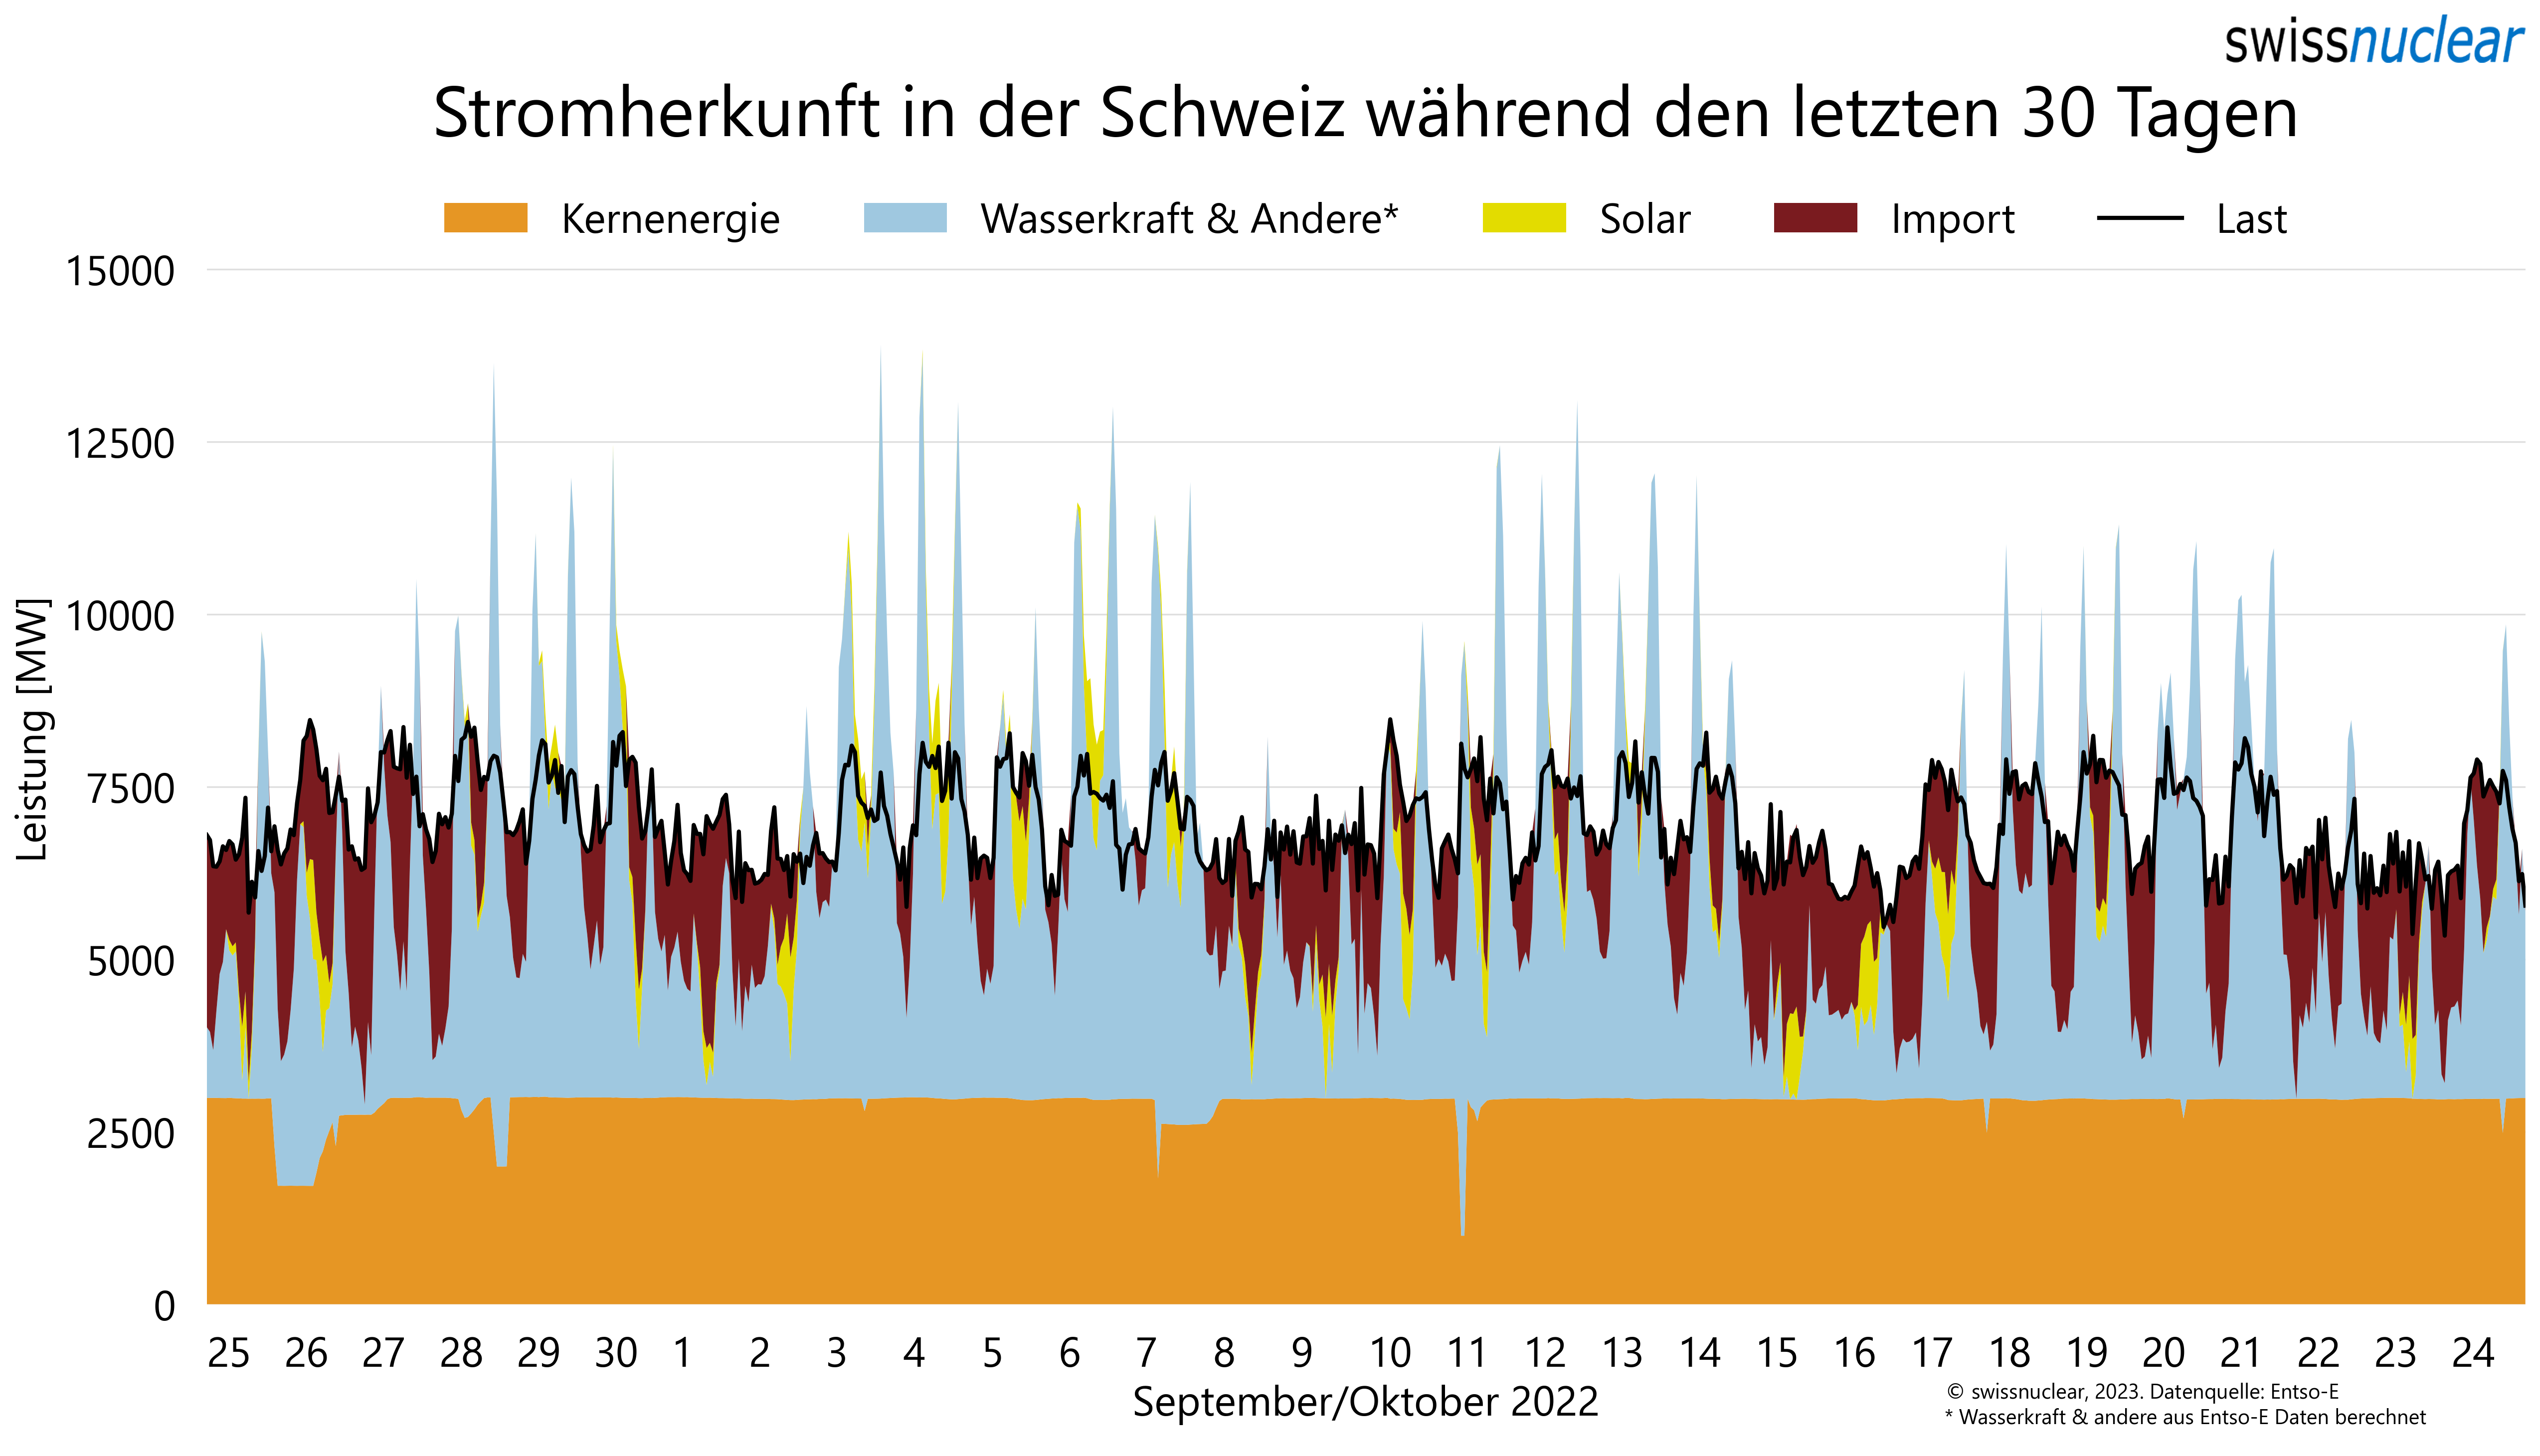 swissnuclear
Stromherkunft in der Schweiz während den letzten 30 Tagen
Kernenergie Wasserkraft & Andere* Solar Import Last
15000
12500
10000
7500
5000
2500
0
Leistung [MW]
25 26 27 28 29 30 1 2 3 4 5 6 7 8 9 10 11 12 13 14 15 16 17 18 19 20 21 22 23 24
September/Oktober 2022
© swissnuclear, 2023. Datenquelle: Entso-E
* Wasserkraft & andere aus Entso-E Daten berechnet